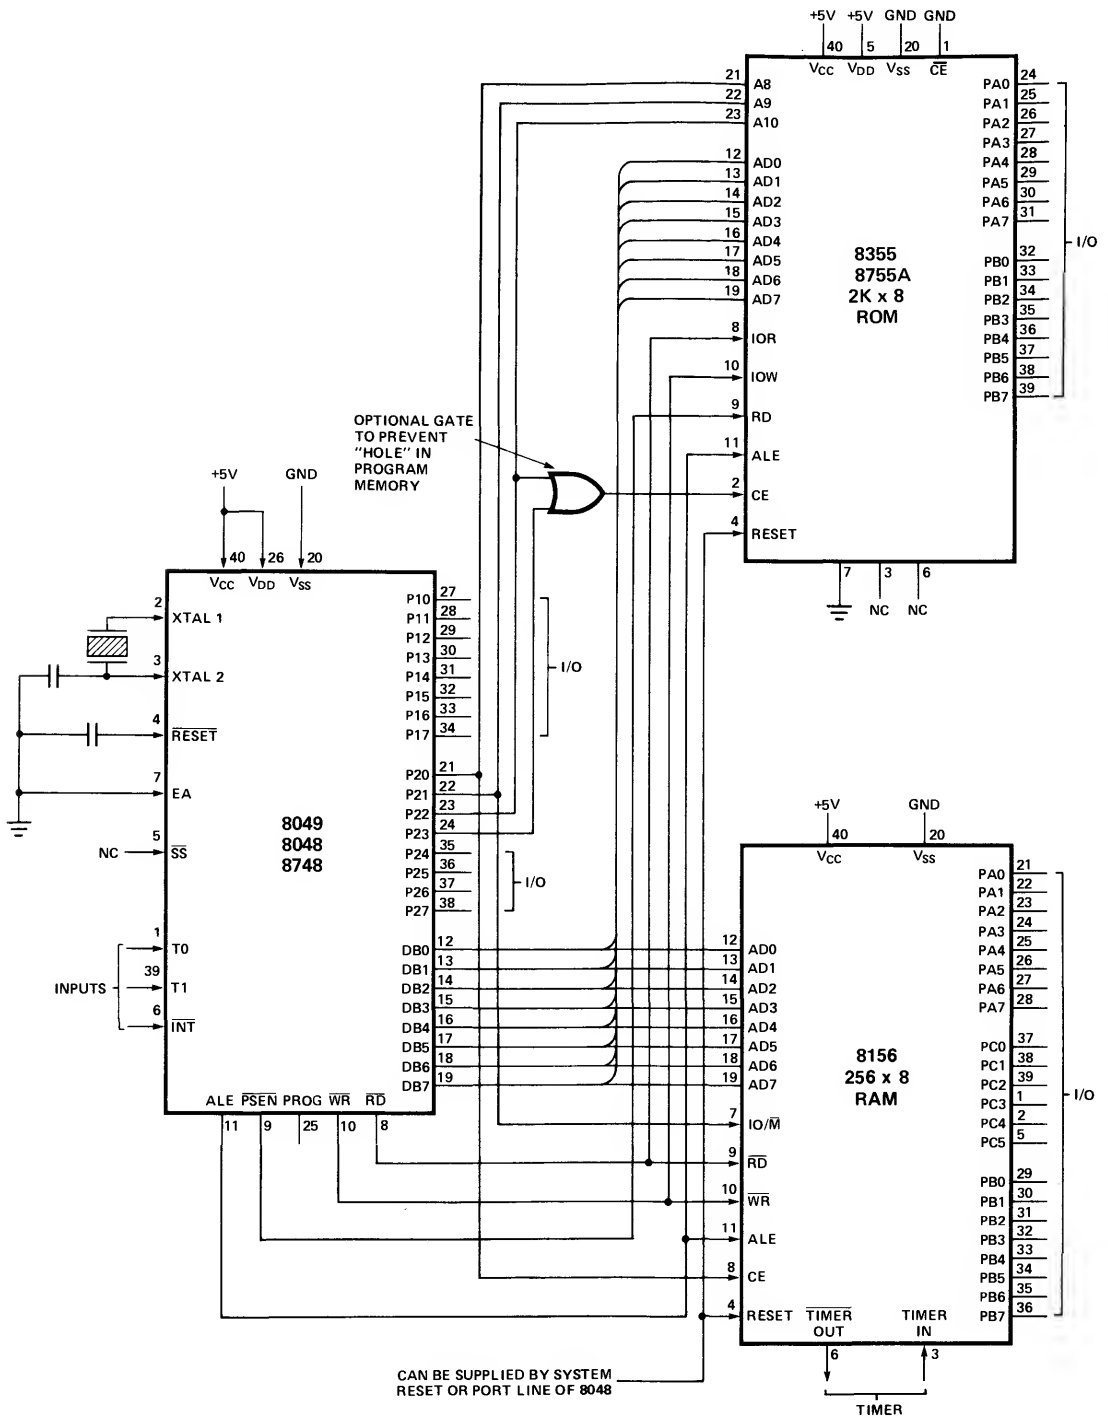 +5V +5V GND GND
40 5 20 1
VCC VDD VSS CE
21 A8
22 A9
23 A10
12 AD0
13 AD1
14 AD2
15 AD3
16 AD4
17 AD5
18 AD6
19 AD7
8 IOR
10 IOW
9 RD
11 ALE
2 CE
4 RESET
8355
8755A
2K x 8
ROM
PA0 24
PA1 25
PA2 26
PA3 27
PA4 28
PA5 29
PA6 30
PA7 31
PB0 32
PB1 33
PB2 34
PB3 35
PB4 36
PB5 37
PB6 38
PB7 39
I/O
7 3 6
NC NC
OPTIONAL GATE
TO PREVENT
"HOLE" IN
PROGRAM
MEMORY
+5V GND
40 26 20
VCC VDD VSS
2 XTAL 1
3 XTAL 2
4 RESET
7 EA
5
NC SS
1 T0
39 T1
6 INT
INPUTS
8049
8048
8748
P10 27
P11 28
P12 29
P13 30
P14 31
P15 32
P16 33
P17 34
I/O
P20 21
P21 22
P22 23
P23 24
P24 35
P25 36
P26 37
P27 38
I/O
DB0 12
DB1 13
DB2 14
DB3 15
DB4 16
DB5 17
DB6 18
DB7 19
ALE PSEN PROG WR RD
11 9 25 10 8
+5V GND
40 20
VCC VSS
12 AD0
13 AD1
14 AD2
15 AD3
16 AD4
17 AD5
18 AD6
19 AD7
7 IO/M
9 RD
10 WR
11 ALE
8 CE
4 RESET
8156
256 x 8
RAM
PA0 21
PA1 22
PA2 23
PA3 24
PA4 25
PA5 26
PA6 27
PA7 28
PC0 37
PC1 38
PC2 39
PC3 1
PC4 2
PC5 5
PB0 29
PB1 30
PB2 31
PB3 32
PB4 33
PB5 34
PB6 35
PB7 36
I/O
TIMER TIMER
OUT IN
6 3
TIMER
CAN BE SUPPLIED BY SYSTEM
RESET OR PORT LINE OF 8048